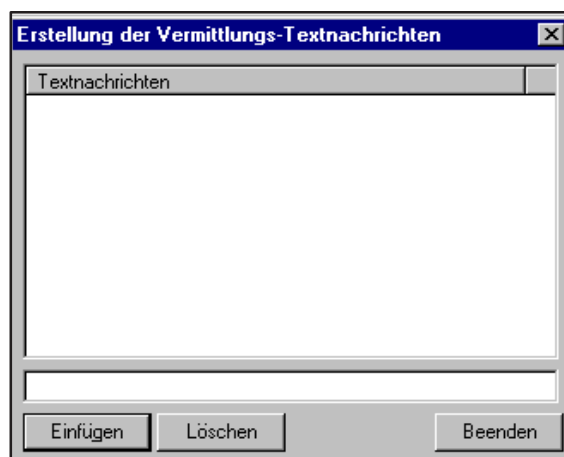 Erstellung der Vermittlungs-Textnachrichten
Textnachrichten
Einfügen Löschen Beenden